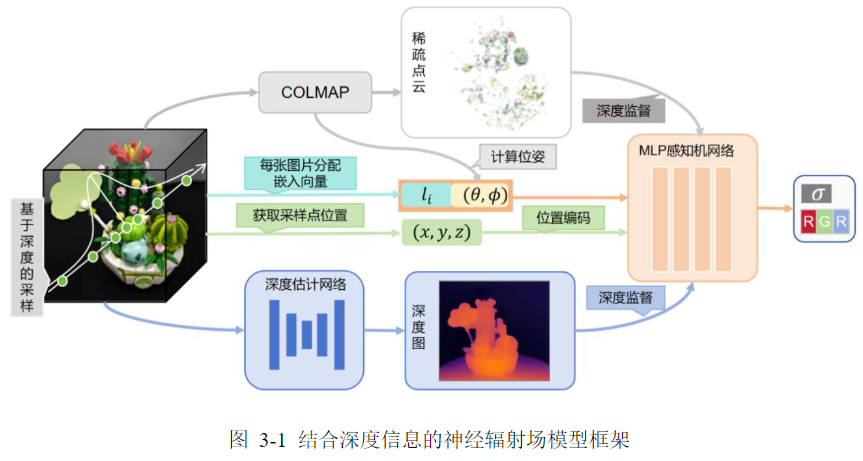 稀疏点云
COLMAP
深度监督
MLP感知机网络
计算位姿
每张图片分配
嵌入向量
l_i
(θ,ϕ)
获取采样点位置
(x,y,z)
位置编码
σ
R G R
基于深度的采样
深度估计网络
深度图
深度监督
图 3-1 结合深度信息的神经辐射场模型框架